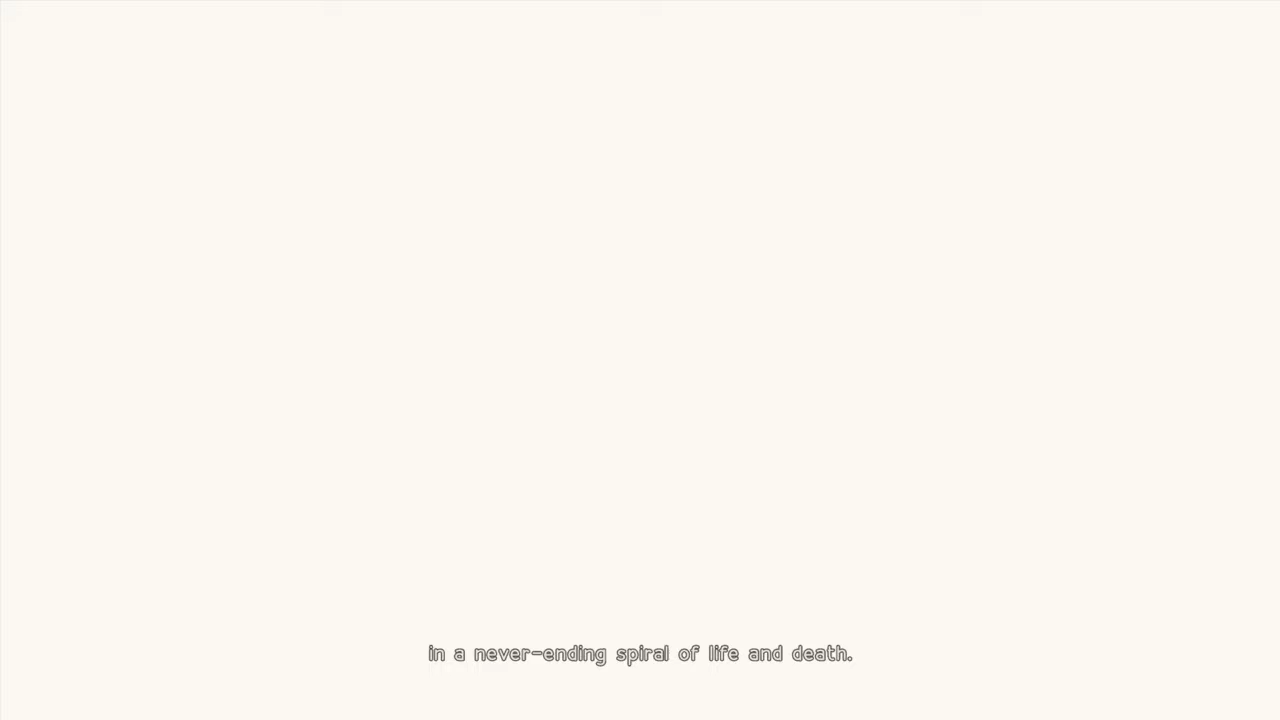 in a never-ending spiral of life and death.